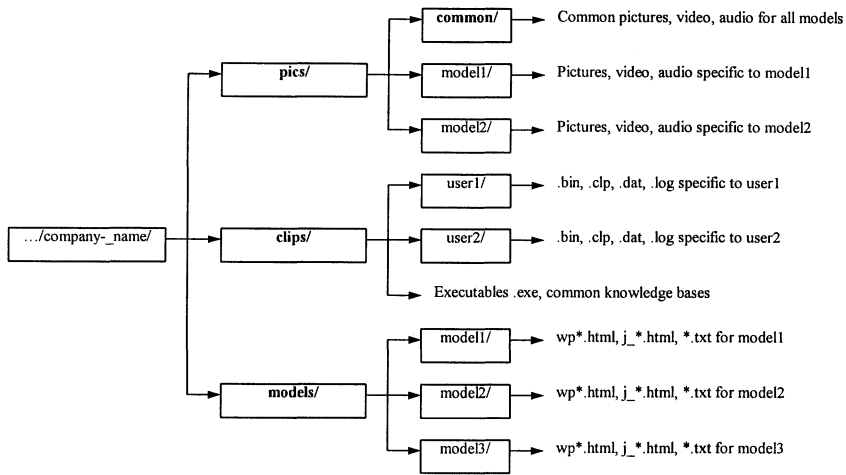 common/ Common pictures, video, audio for all models
pics/ model1/ Pictures, video, audio specific to model1
model2/ Pictures, video, audio specific to model2
user1/ .bin, .clp, .dat, .log specific to user1
…/company-_name/ clips/ user2/ .bin, .clp, .dat, .log specific to user2
Executables .exe, common knowledge bases
model1/ wp*.html, j_*.html, *.txt for model1
models/ model2/ wp*.html, j_*.html, *.txt for model2
model3/ wp*.html, j_*.html, *.txt for model3